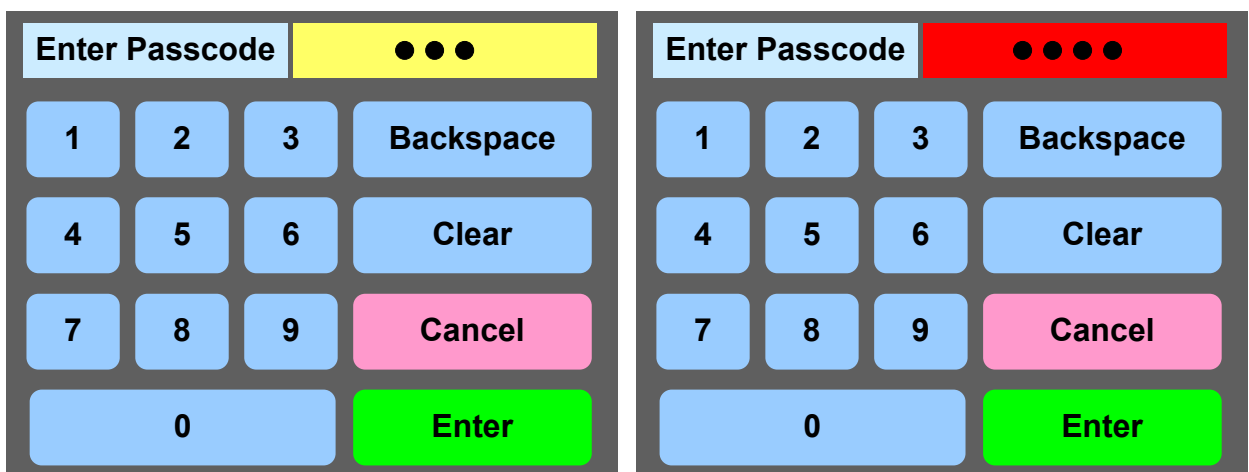 Enter Passcode ●●●
1 2 3 Backspace
4 5 6 Clear
7 8 9 Cancel
0 Enter
Enter Passcode ●●●●
1 2 3 Backspace
4 5 6 Clear
7 8 9 Cancel
0 Enter